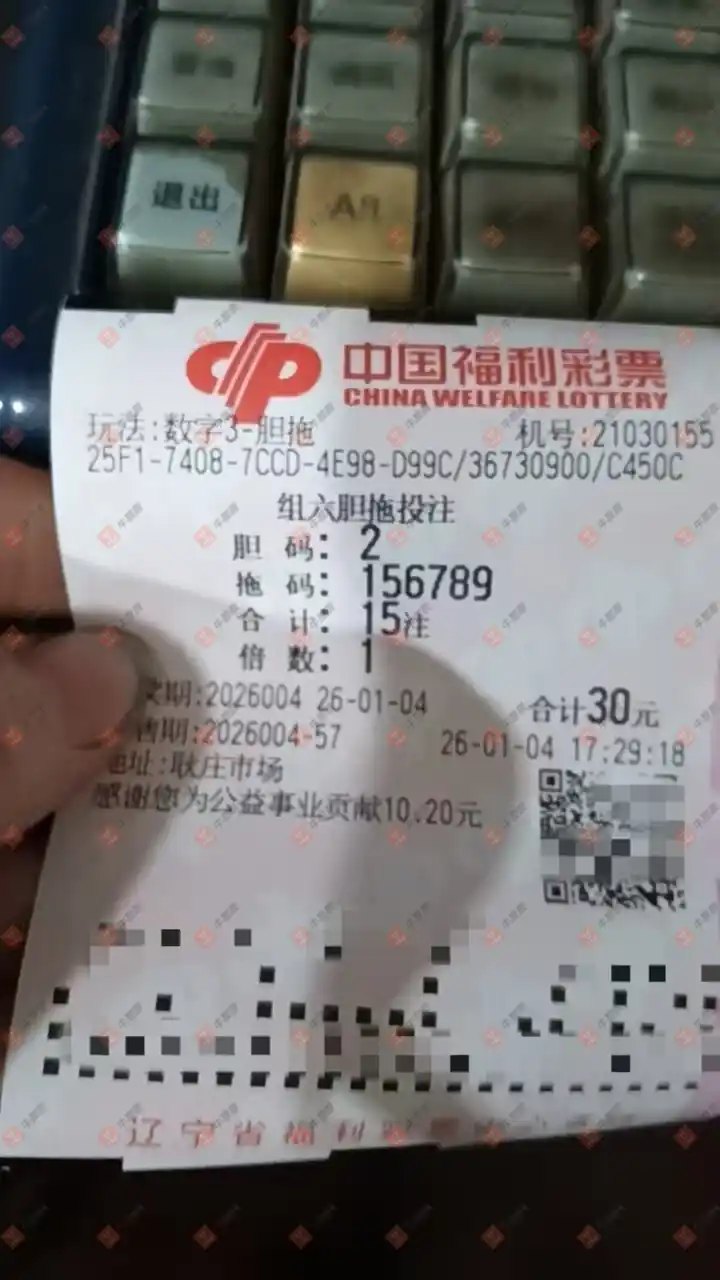 退出
中国福利彩票
CHINA WELFARE LOTTERY
玩法:数字3-胆拖 机号:21030155
25F1-7408-7CCD-4E98-D99C/36730900/C450C
组六胆拖投注
胆 码: 2
拖 码: 156789
合 计: 15注
倍 数: 1
期:2026004 26-01-04 合计30元
期:2026004-57 26-01-04 17:29:18
地址:耿庄市场
感谢您为公益事业贡献10.20元
辽宁省福利